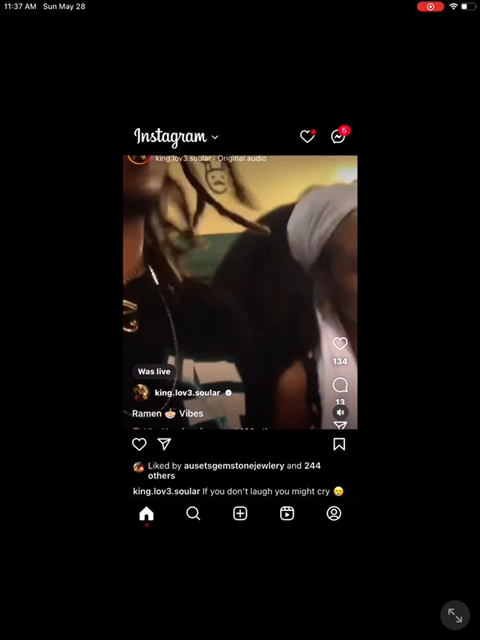 11:37 AM Sun May 28
Instagram
5
king.lov3.soular · Original audio
134
Was live
13
king.lov3.soular
Ramen 🍜 Vibes
Liked by ausetsgemstonejewlery and 244
others
king.lov3.soular If you don't laugh you might cry 🥲